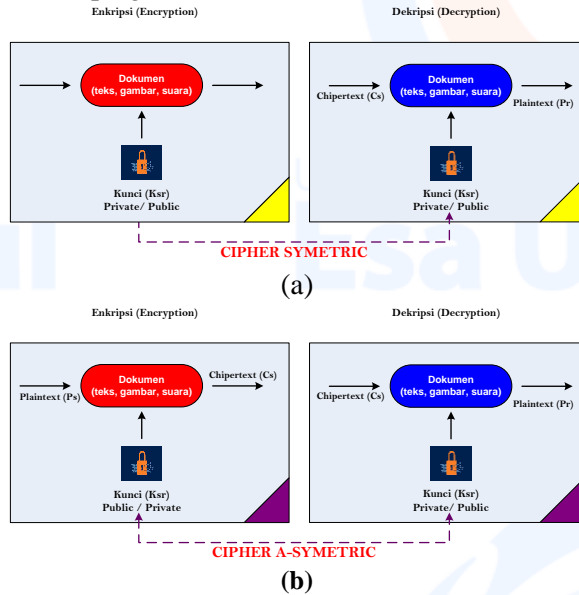 Enkripsi (Encryption)
Dekripsi (Decryption)
Dokumen
(teks, gambar, suara)
Kunci (Ksr)
Private/ Public
Chipertext (Cs)
Dokumen
(teks, gambar, suara)
Plaintext (Pr)
Kunci (Ksr)
Private/ Public
CIPHER SYMETRIC
Esa U
(a)
Enkripsi (Encryption)
Dekripsi (Decryption)
Plaintext (Ps)
Dokumen
(teks, gambar, suara)
Chipertext (Cs)
Kunci (Ksr)
Public / Private
Chipertext (Cs)
Dokumen
(teks, gambar, suara)
Plaintext (Pr)
Kunci (Ksr)
Private/ Public
CIPHER A-SYMETRIC
(b)